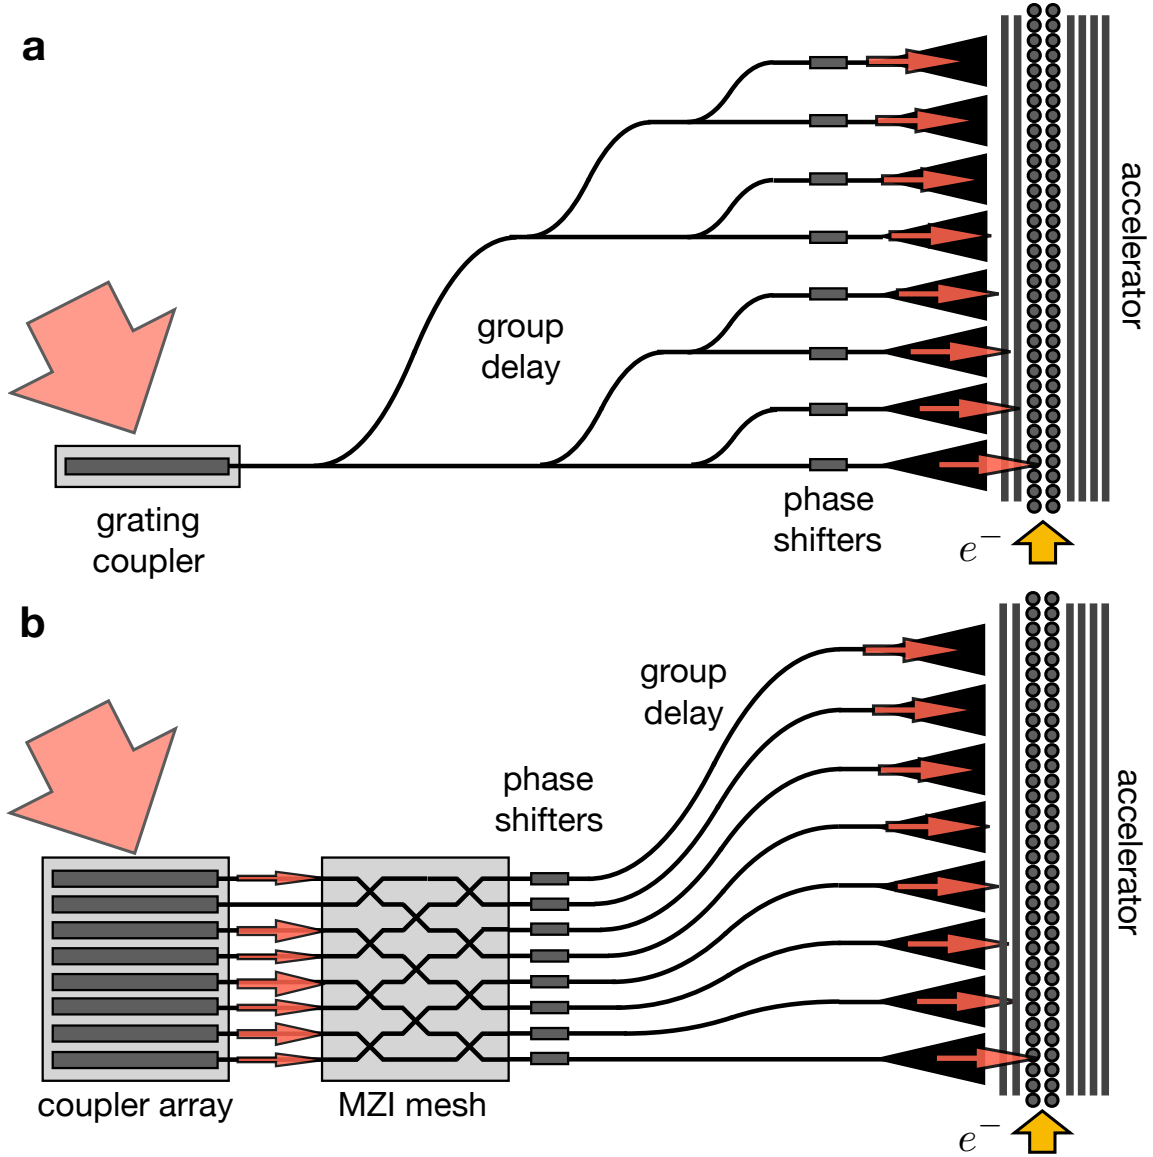 a
group
delay
accelerator
grating
coupler
phase
shifters
e⁻
b
group
delay
phase
shifters
accelerator
coupler array
MZI mesh
e⁻